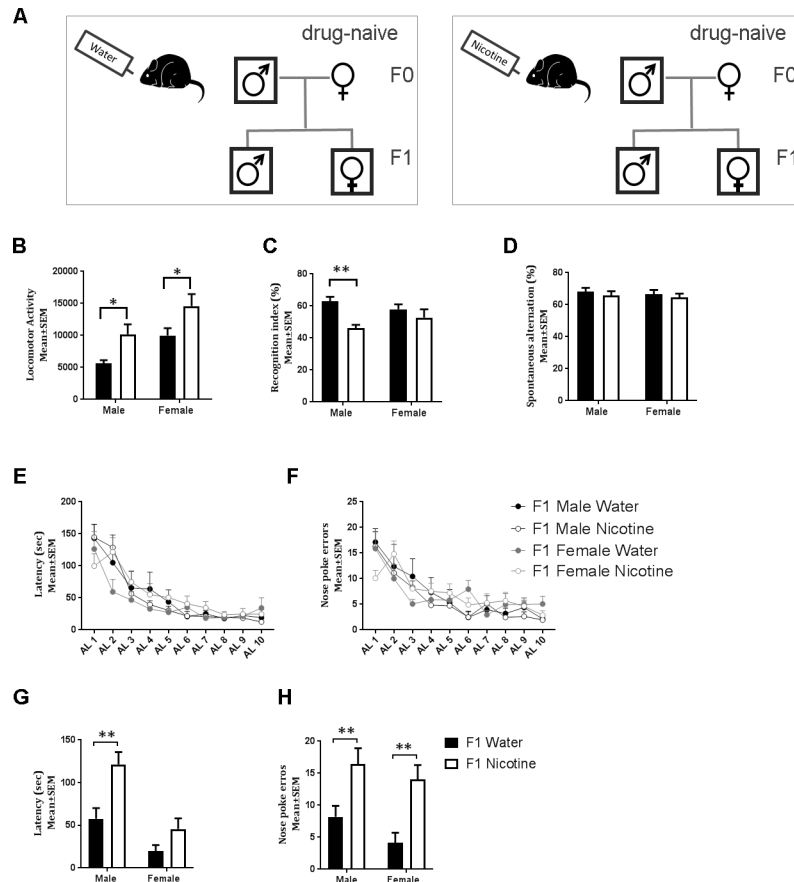 A
Water
drug-naive
F0
F1
Nicotine
drug-naive
F0
F1
B
Locomotor Activity
Mean±SEM
20000
15000
10000
5000
0
*
*
Male Female
C
Recognition index (%)
Mean±SEM
80
60
40
20
0
**
Male Female
D
Spontaneous alternation (%)
Mean±SEM
80
60
40
20
0
Male Female
E
Latency (sec)
Mean±SEM
200
150
100
50
0
AL 1 AL 2 AL 3 AL 4 AL 5 AL 6 AL 7 AL 8 AL 9 AL 10
F
Nose poke errors
Mean±SEM
25
20
15
10
5
0
AL 1 AL 2 AL 3 AL 4 AL 5 AL 6 AL 7 AL 8 AL 9 AL 10
F1 Male Water
F1 Male Nicotine
F1 Female Water
F1 Female Nicotine
G
Latency (sec)
Mean±SEM
150
100
50
0
**
Male Female
H
Nose poke erros
Mean±SEM
20
15
10
5
0
**
**
Male Female
F1 Water
F1 Nicotine